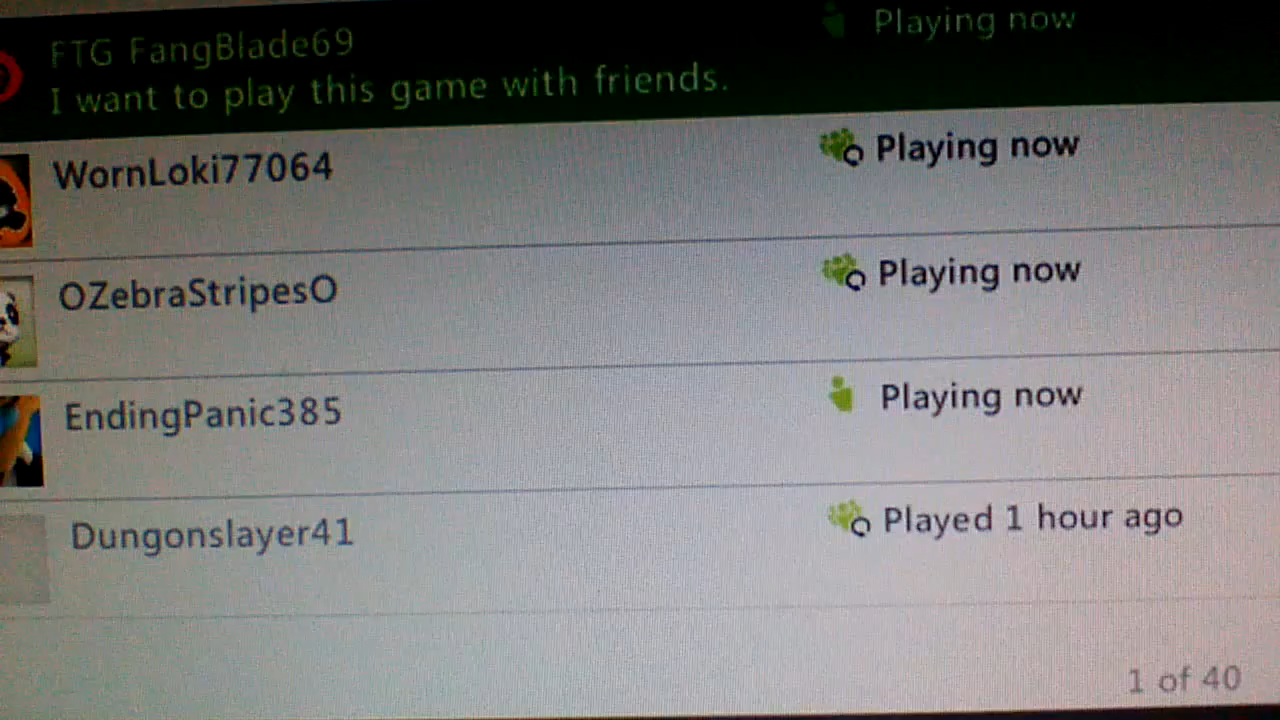 FTG FangBlade69
Playing now
I want to play this game with friends.
WornLoki77064
Playing now
OZebraStripesO
Playing now
EndingPanic385
Playing now
Dungonslayer41
Played 1 hour ago
1 of 40